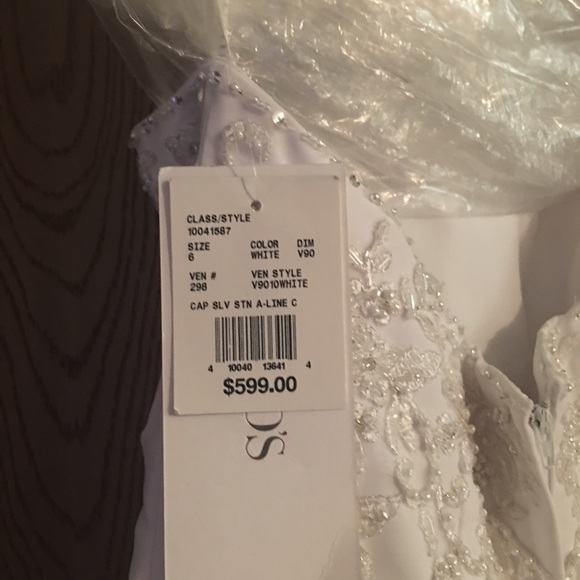 CLASS/STYLE
10041587
SIZE COLOR DIM
6 WHITE V90
VEN # VEN STYLE
298 V9010WHITE
CAP SLV STN A-LINE C
4 10040 13641 4
$599.00
'S